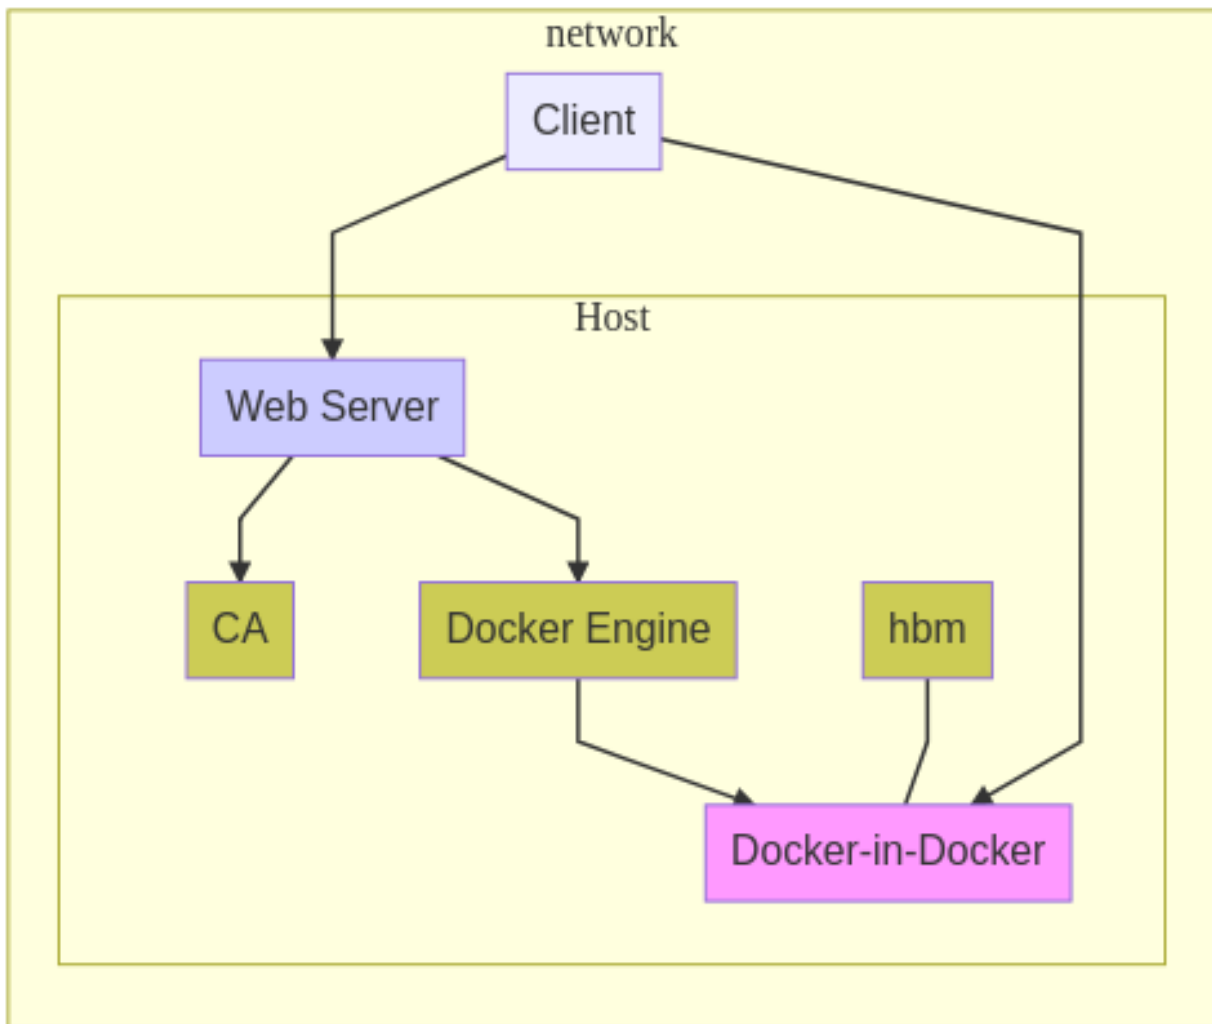 network
Client
Host
Web Server
CA
Docker Engine
hbm
Docker-in-Docker